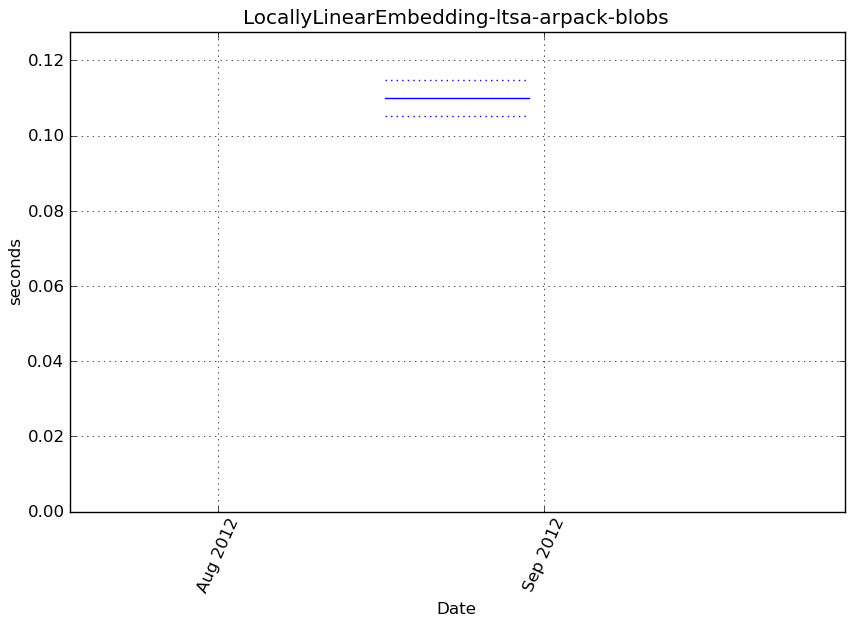 LocallyLinearEmbedding-ltsa-arpack-blobs
0.12
0.10
0.08
0.06
0.04
0.02
0.00
seconds
Aug 2012
Sep 2012
Date